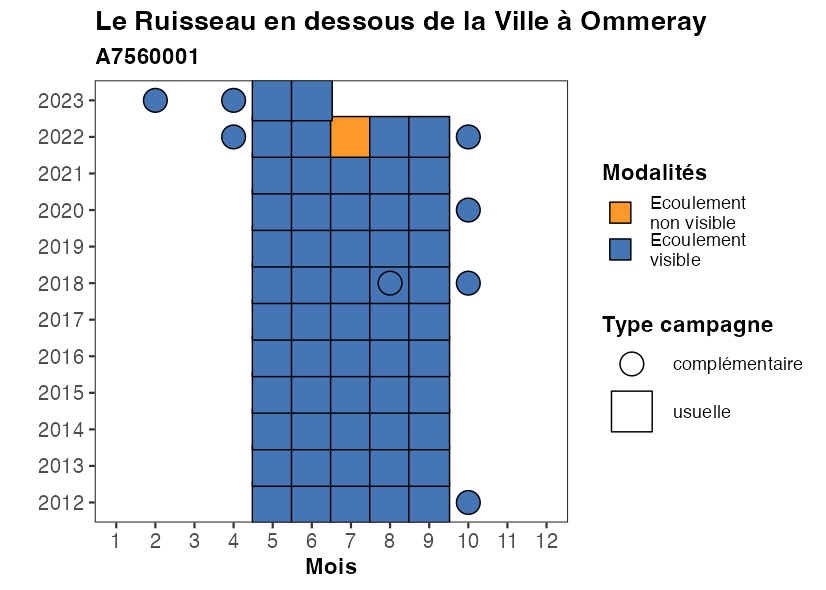 Le Ruisseau en dessous de la Ville à Ommeray
A7560001
2023
2022
2021
2020
2019
2018
2017
2016
2015
2014
2013
2012
1 2 3 4 5 6 7 8 9 10 11 12
Mois
Modalités
Ecoulement
non visible
Ecoulement
visible
Type campagne
complémentaire
usuelle